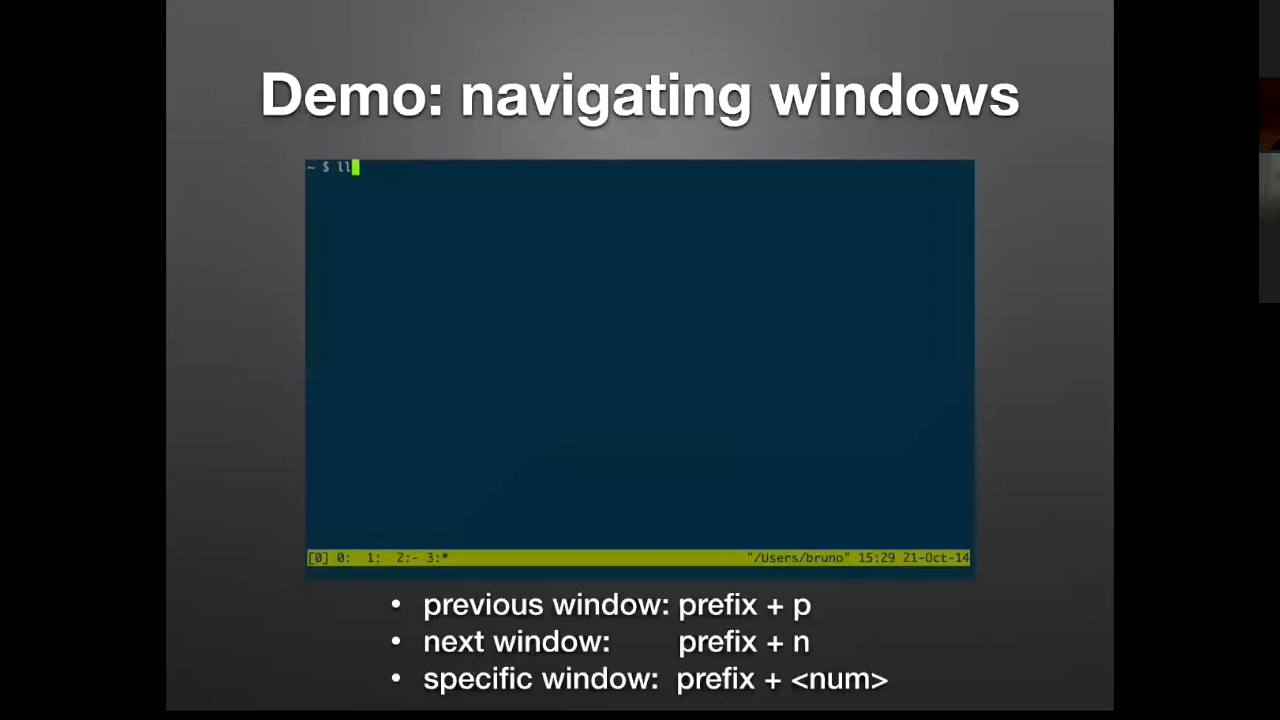 Demo: navigating windows
~ $ ll
[0] 0: 1: 2:- 3:* "/Users/bruno" 15:29 21-Oct-14
• previous window: prefix + p
• next window: prefix + n
• specific window: prefix + <num>